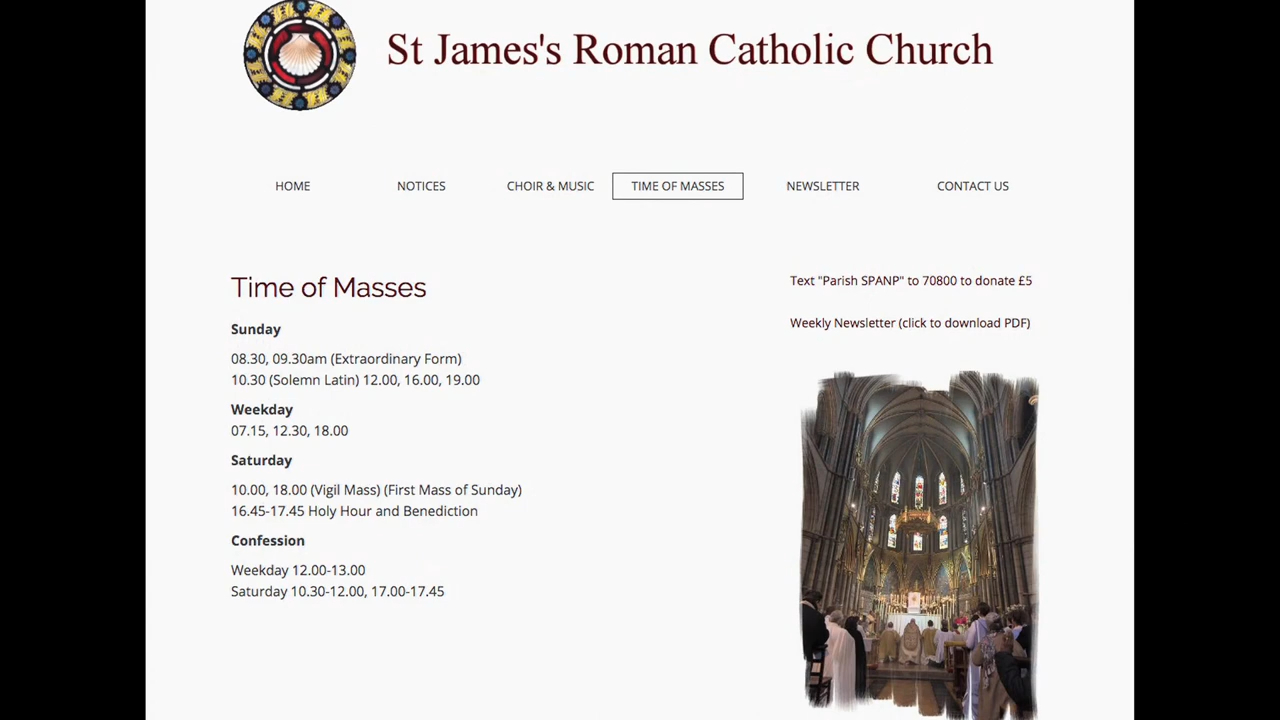 St James's Roman Catholic Church
HOME NOTICES CHOIR & MUSIC TIME OF MASSES NEWSLETTER CONTACT US
Time of Masses
Sunday
08.30, 09.30am (Extraordinary Form)
10.30 (Solemn Latin) 12.00, 16.00, 19.00
Weekday
07.15, 12.30, 18.00
Saturday
10.00, 18.00 (Vigil Mass) (First Mass of Sunday)
16.45-17.45 Holy Hour and Benediction
Confession
Weekday 12.00-13.00
Saturday 10.30-12.00, 17.00-17.45
Text "Parish SPANP" to 70800 to donate £5
Weekly Newsletter (click to download PDF)